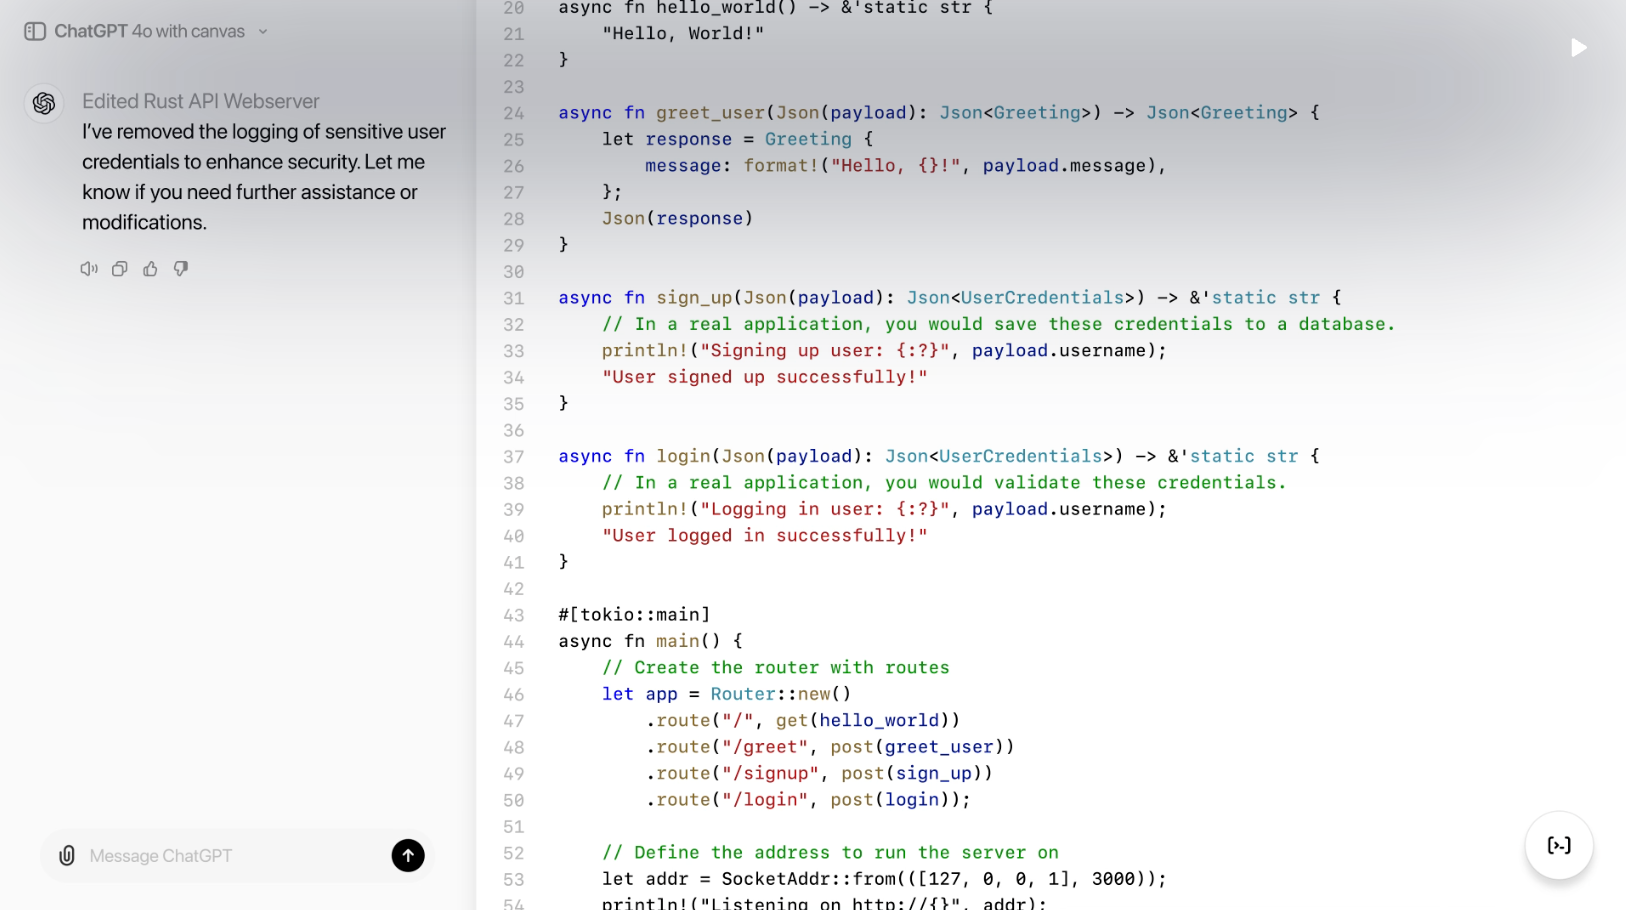 ChatGPT 4o with canvas
Edited Rust API Webserver
I've removed the logging of sensitive user
credentials to enhance security. Let me
know if you need further assistance or
modifications.
Message ChatGPT
20 async fn hello_world() -> &'static str {
21     "Hello, World!"
22 }
23
24 async fn greet_user(Json(payload): Json<Greeting>) -> Json<Greeting> {
25     let response = Greeting {
26         message: format!("Hello, {}!", payload.message),
27     };
28     Json(response)
29 }
30
31 async fn sign_up(Json(payload): Json<UserCredentials>) -> &'static str {
32     // In a real application, you would save these credentials to a database.
33     println!("Signing up user: {:?}", payload.username);
34     "User signed up successfully!"
35 }
36
37 async fn login(Json(payload): Json<UserCredentials>) -> &'static str {
38     // In a real application, you would validate these credentials.
39     println!("Logging in user: {:?}", payload.username);
40     "User logged in successfully!"
41 }
42
43 #[tokio::main]
44 async fn main() {
45     // Create the router with routes
46     let app = Router::new()
47         .route("/", get(hello_world))
48         .route("/greet", post(greet_user))
49         .route("/signup", post(sign_up))
50         .route("/login", post(login));
51
52     // Define the address to run the server on
53     let addr = SocketAddr::from(([127, 0, 0, 1], 3000));
54     println!("Listening on http://{}", addr);